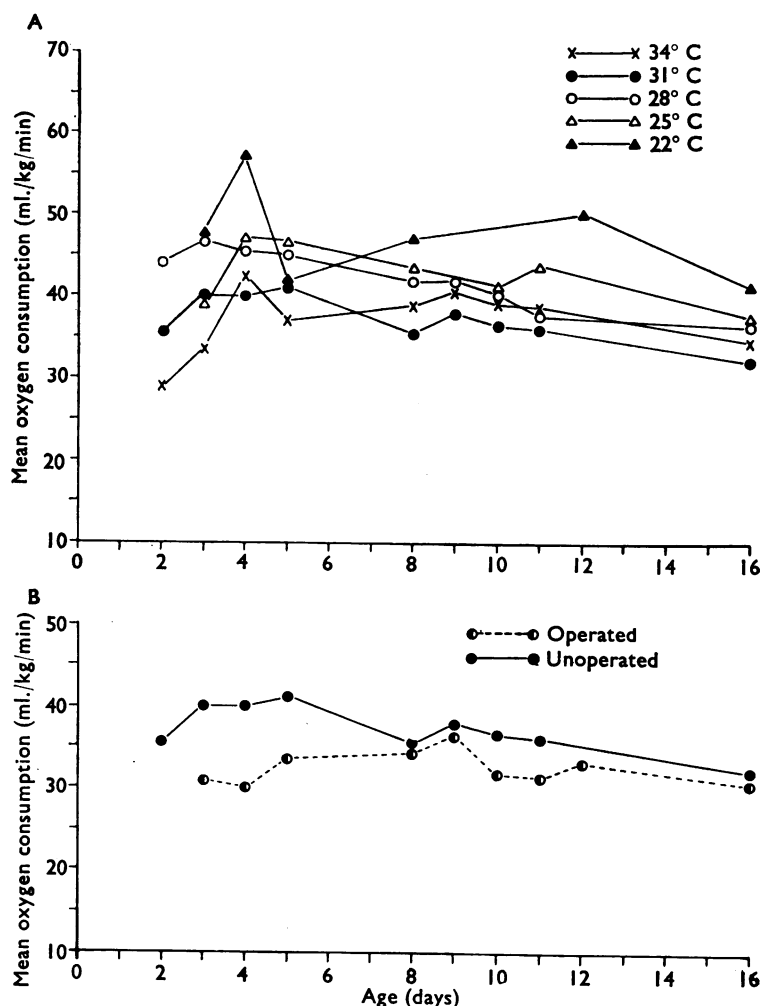 A
70
60
50
40
30
20
10
Mean oxygen consumption (ml./kg/min)
34° C
31° C
28° C
25° C
22° C
0 2 4 6 8 10 12 14 16
B
50
40
30
20
10
Mean oxygen consumption (ml./kg/min)
Operated
Unoperated
0 2 4 6 8 10 12 14 16
Age (days)